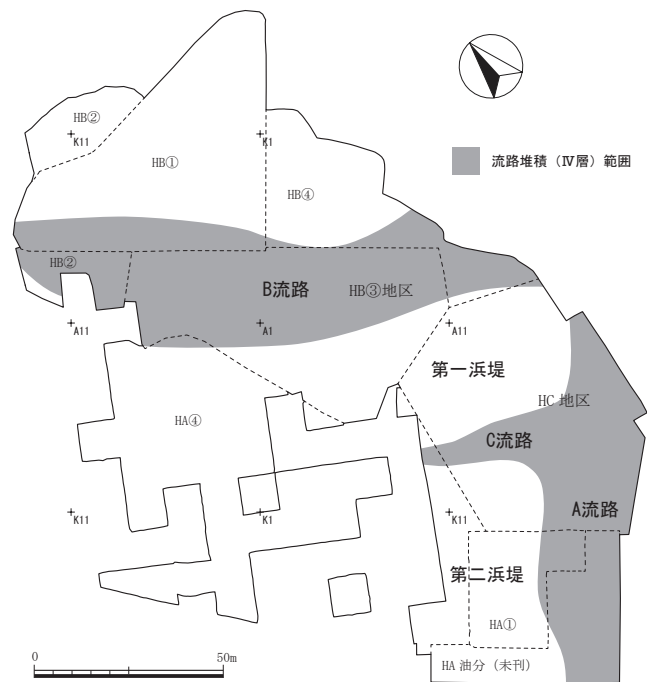 HB②
K11
K1
HB①
流路堆積（Ⅳ層）範囲
HB④
HB②
B流路
HB③地区
A11
A1
A11
第一浜堤
HC 地区
HA④
C流路
K11
K1
K11
A流路
第二浜堤
HA①
HA 油分（未刊）
0
50m